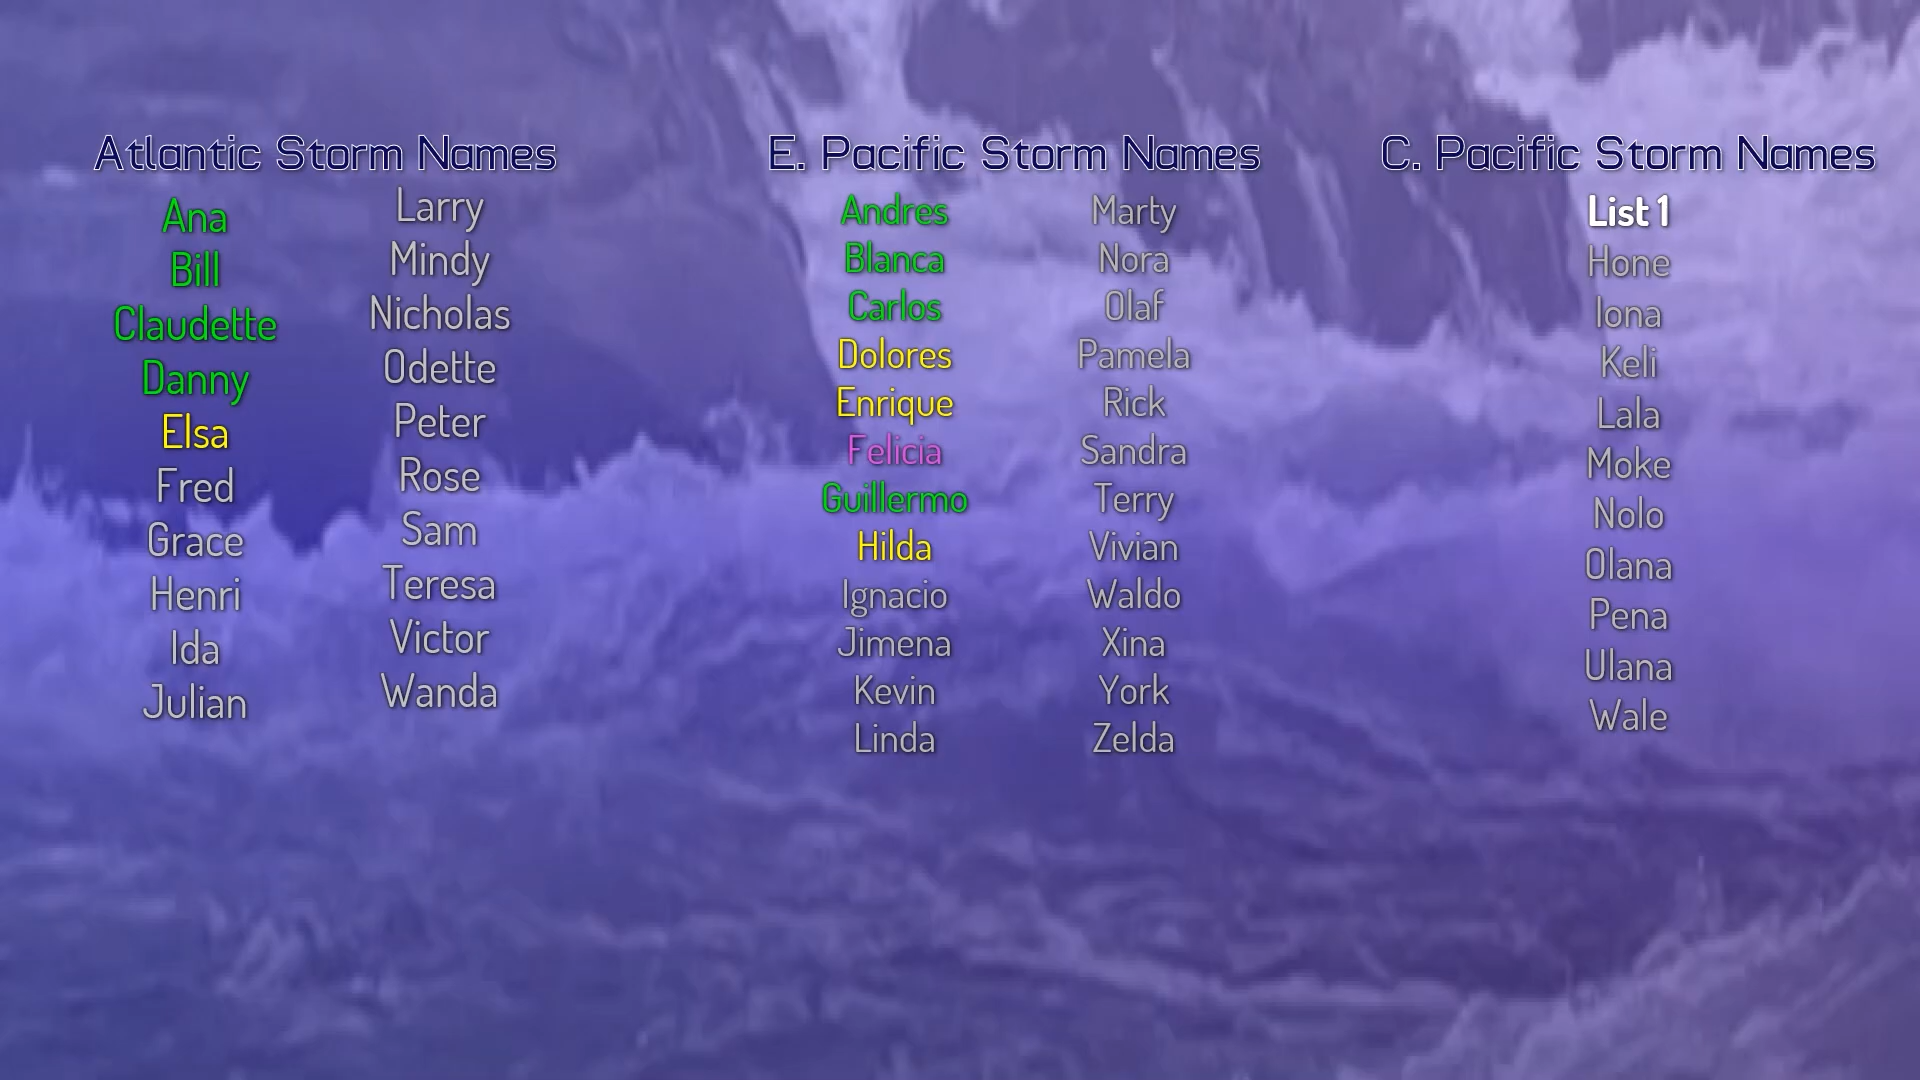 Atlantic Storm Names
Ana
Bill
Claudette
Danny
Elsa
Fred
Grace
Henri
Ida
Julian
Larry
Mindy
Nicholas
Odette
Peter
Rose
Sam
Teresa
Victor
Wanda
E. Pacific Storm Names
Andres
Blanca
Carlos
Dolores
Enrique
Felicia
Guillermo
Hilda
Ignacio
Jimena
Kevin
Linda
Marty
Nora
Olaf
Pamela
Rick
Sandra
Terry
Vivian
Waldo
Xina
York
Zelda
C. Pacific Storm Names
List 1
Hone
Iona
Keli
Lala
Moke
Nolo
Olana
Pena
Ulana
Wale